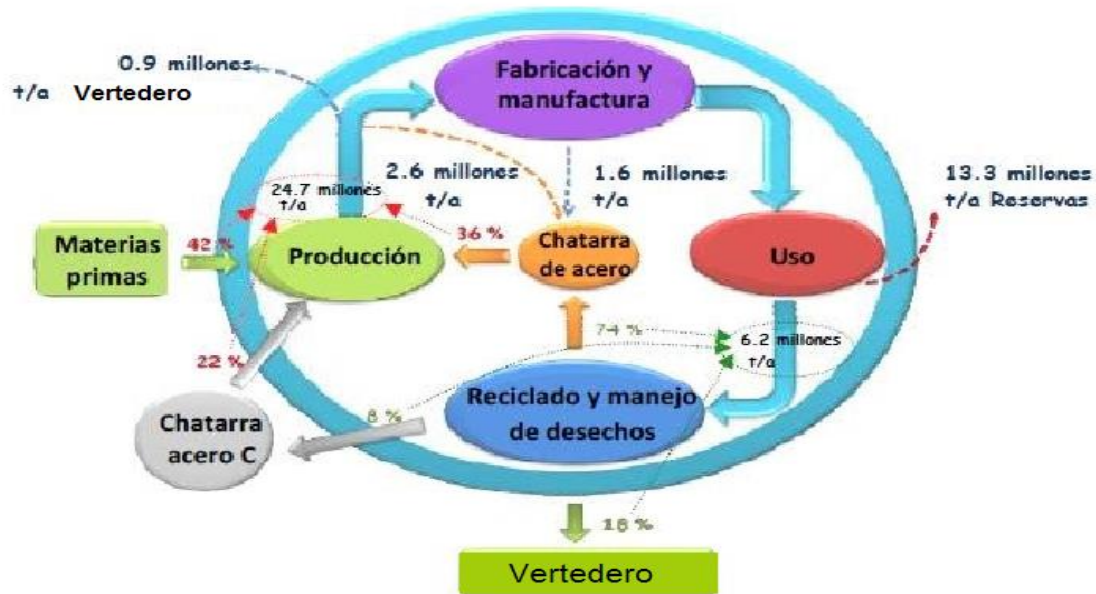 0.9 millones
t/a Vertedero
Fabricación y
manufactura
24.7 millones
t/a
2.6 millones
t/a
1.6 millones
t/a
13.3 millones
t/a Reservas
Materias
primas
42 %
Producción
36 %
Chatarra
de acero
Uso
22 %
74 %
6.2 millones
t/a
Chatarra
acero C
8 %
Reciclado y manejo
de desechos
18 %
Vertedero